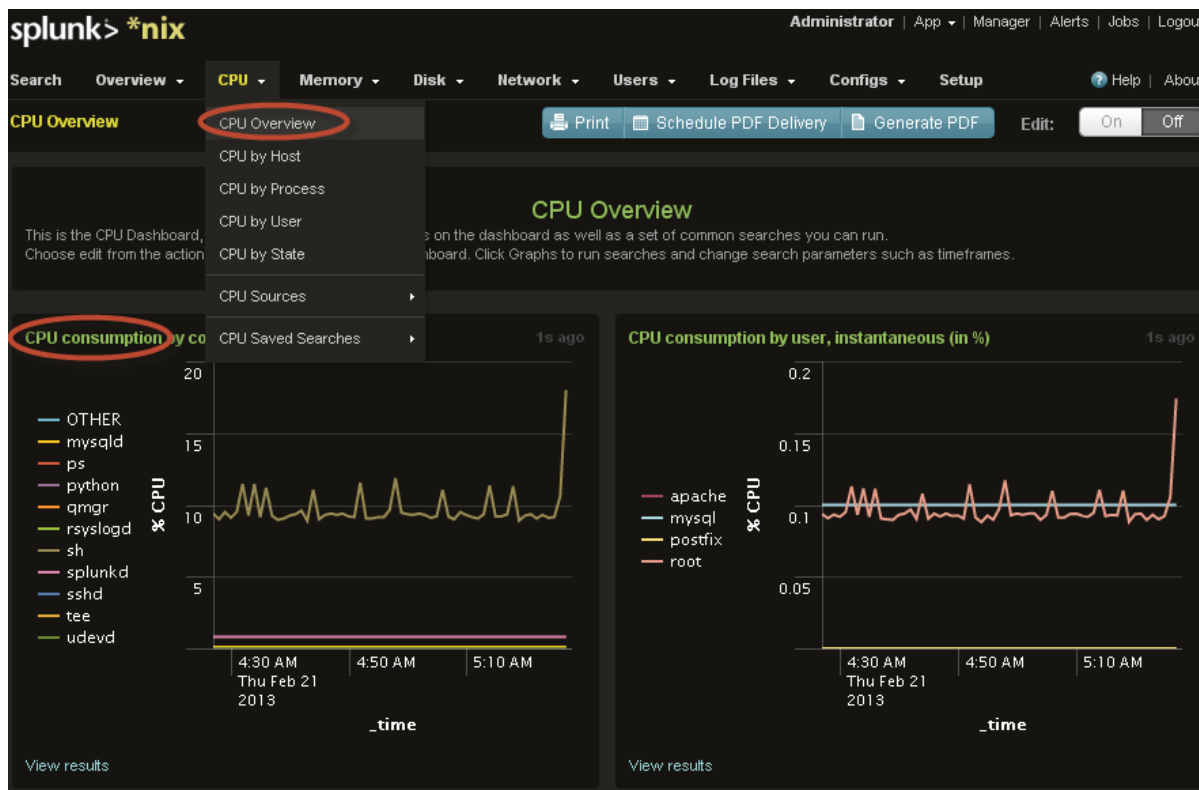 splunk> *nix
Administrator | App | Manager | Alerts | Jobs | Logou
Search Overview CPU Memory Disk Network Users Log Files Configs Setup
? Help | Abou
CPU Overview
CPU Overview
CPU by Host
CPU by Process
CPU by User
CPU by State
CPU Sources
CPU Saved Searches
Print Schedule PDF Delivery Generate PDF Edit: On Off
CPU Overview
This is the CPU Dashboard, s on the dashboard as well as a set of common searches you can run.
Choose edit from the action board. Click Graphs to run searches and change search parameters such as timeframes.
CPU consumption by co
1s ago
20
15
10
5
% CPU
OTHER
mysqld
ps
python
qmgr
rsyslogd
sh
splunkd
sshd
tee
udevd
4:30 AM 4:50 AM 5:10 AM
Thu Feb 21
2013
_time
View results
CPU consumption by user, instantaneous (in %)
1s ago
0.2
0.15
0.1
0.05
% CPU
apache
mysql
postfix
root
4:30 AM 4:50 AM 5:10 AM
Thu Feb 21
2013
_time
View results